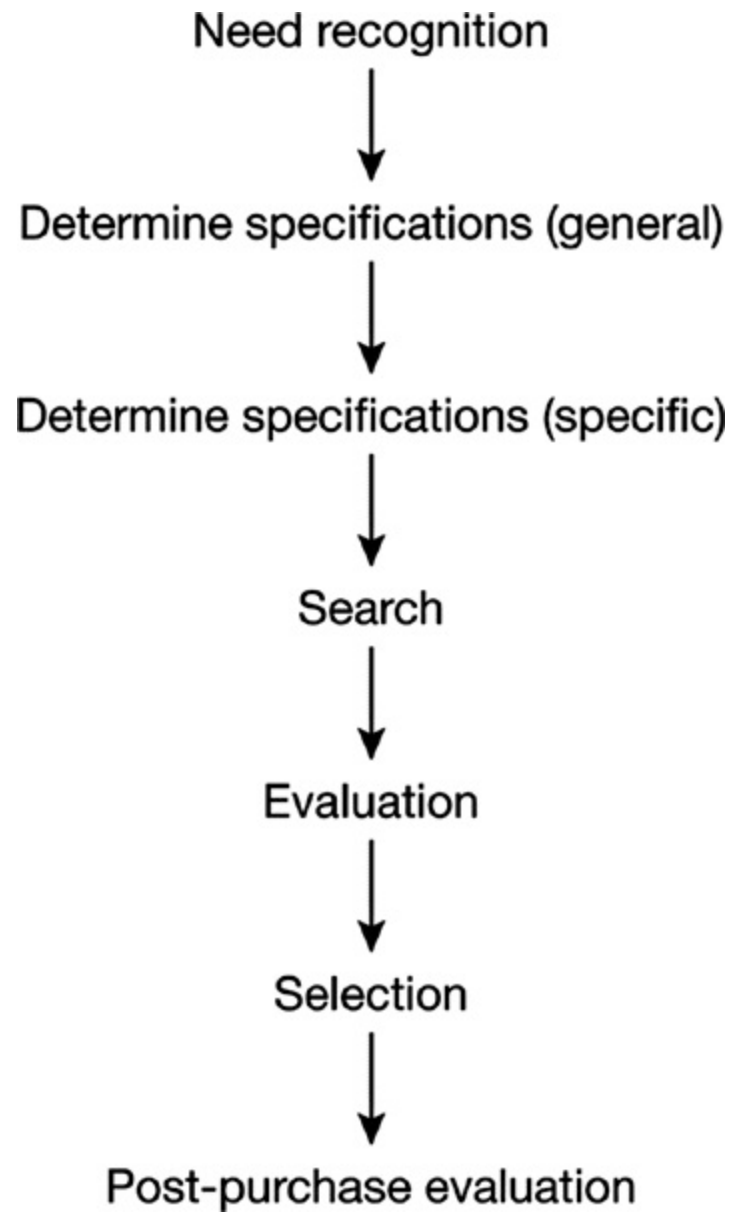 Need recognition
Determine specifications (general)
Determine specifications (specific)
Search
Evaluation
Selection
Post-purchase evaluation